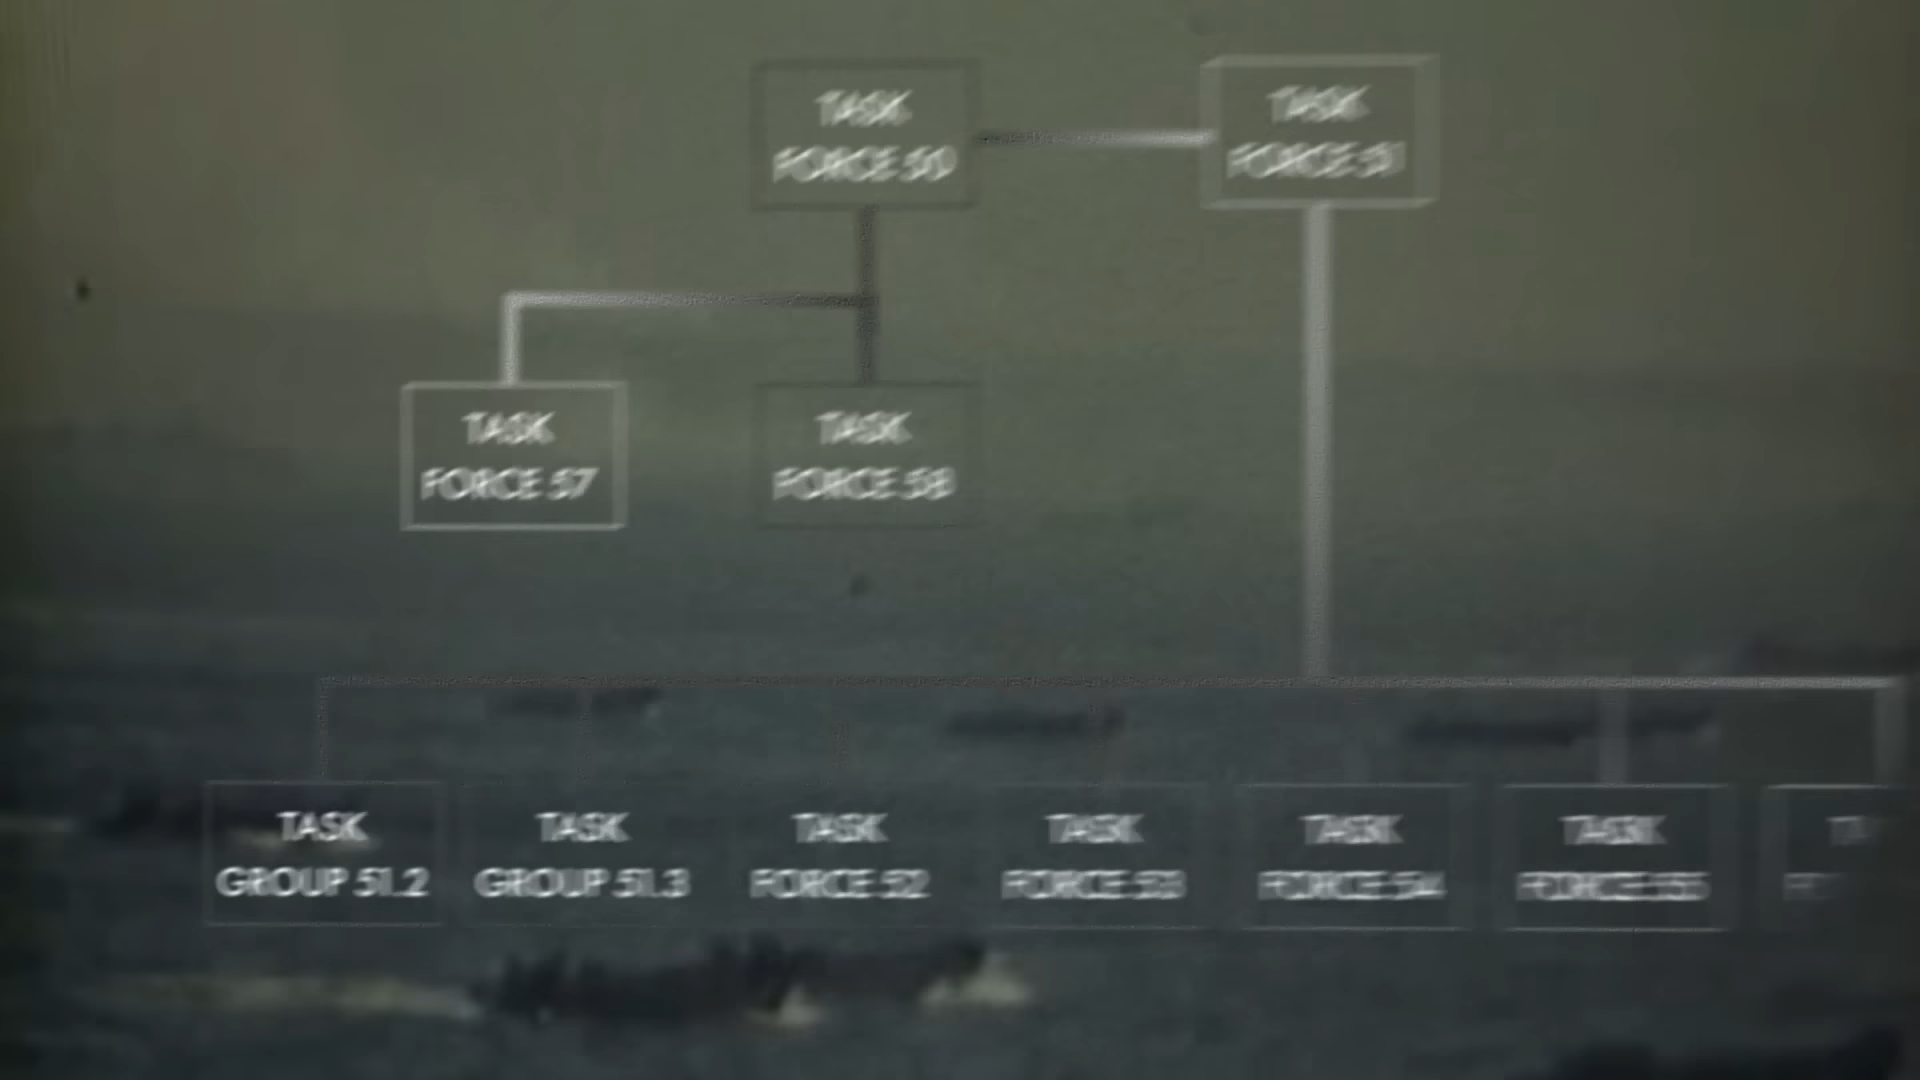 TASK
FORCE 50
TASK
FORCE 51
TASK
FORCE 57
TASK
FORCE 58
TASK
GROUP 51.2
TASK
GROUP 51.3
TASK
FORCE 52
TASK
FORCE 53
TASK
FORCE 54
TASK
FORCE 55